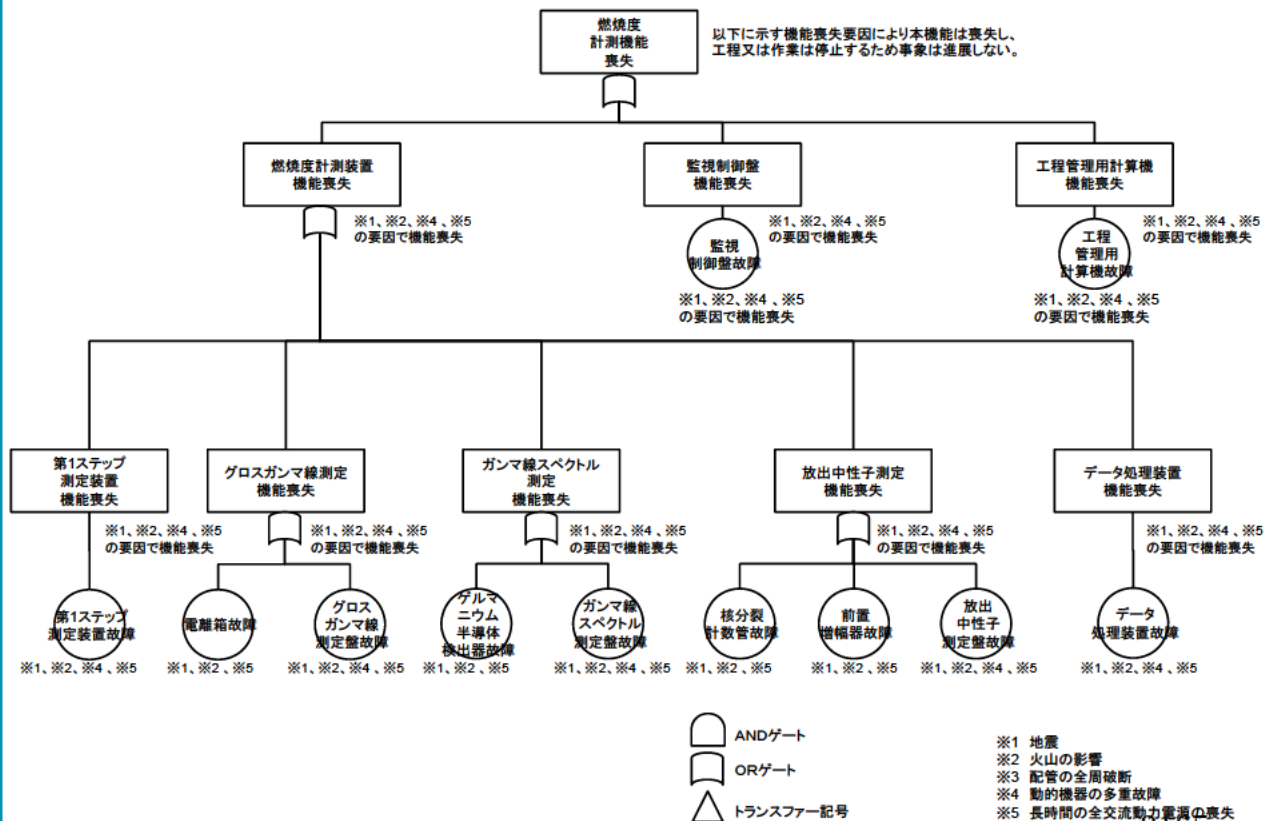 燃焼度
計測機能
喪失
以下に示す機能喪失要因により本機能は喪失し、
工程又は作業は停止するため事象は進展しない。
燃焼度計測装置
機能喪失
※1、※2、※4 、※5
の要因で機能喪失
監視制御盤
機能喪失
※1、※2、※4 、※5
の要因で機能喪失
監視
制御盤故障
※1、※2、※4 、※5
の要因で機能喪失
工程管理用計算機
機能喪失
※1、※2、※4 、※5
の要因で機能喪失
工程
管理用
計算機故障
※1、※2、※4 、※5
の要因で機能喪失
第1ステップ
測定装置
機能喪失
※1、※2、※4 、※5
の要因で機能喪失
グロスガンマ線測定
機能喪失
※1、※2、※4 、※5
の要因で機能喪失
ガンマ線スペクトル
測定
機能喪失
※1、※2、※4 、※5
の要因で機能喪失
放出中性子測定
機能喪失
※1、※2、※4 、※5
の要因で機能喪失
データ処理装置
機能喪失
※1、※2、※4 、※5
の要因で機能喪失
第1ステップ
測定装置故障
※1、※2、※4 、※5
電離箱故障
※1、※2 、※5
グロス
ガンマ線
測定盤故障
※1、※2、※4 、※5
ゲルマ
ニウム
半導体
検出器故障
※1、※2 、※5
ガンマ線
スペクトル
測定盤故障
※1、※2、※4 、※5
核分裂
計数管故障
※1、※2 、※5
前置
増幅器故障
※1、※2 、※5
放出
中性子
測定盤故障
※1、※2、※4 、※5
データ
処理装置故障
※1、※2、※4 、※5
ANDゲート
ORゲート
トランスファー記号
※1 地震
※2 火山の影響
※3 配管の全周破断
※4 動的機器の多重故障
※5 長時間の全交流動力電源の喪失